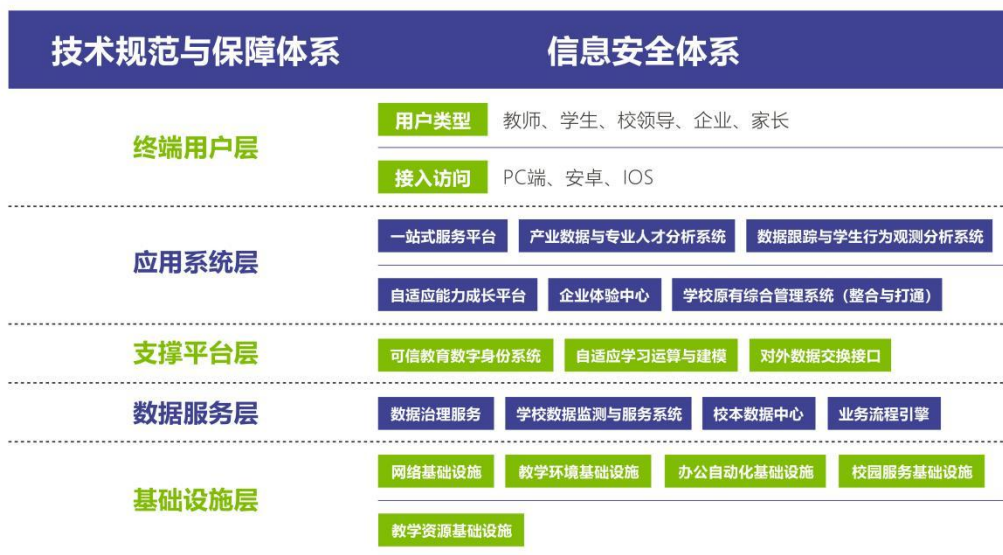 技术规范与保障体系 信息安全体系
终端用户层
用户类型 教师、学生、校领导、企业、家长
接入访问 PC端、安卓、IOS
应用系统层
一站式服务平台 产业数据与专业人才分析系统 数据跟踪与学生行为观测分析系统
自适应能力成长平台 企业体验中心 学校原有综合管理系统（整合与打通）
支撑平台层
可信教育数字身份系统 自适应学习运算与建模 对外数据交换接口
数据服务层
数据治理服务 学校数据监测与服务系统 校本数据中心 业务流程引擎
基础设施层
网络基础设施 教学环境基础设施 办公自动化基础设施 校园服务基础设施
教学资源基础设施